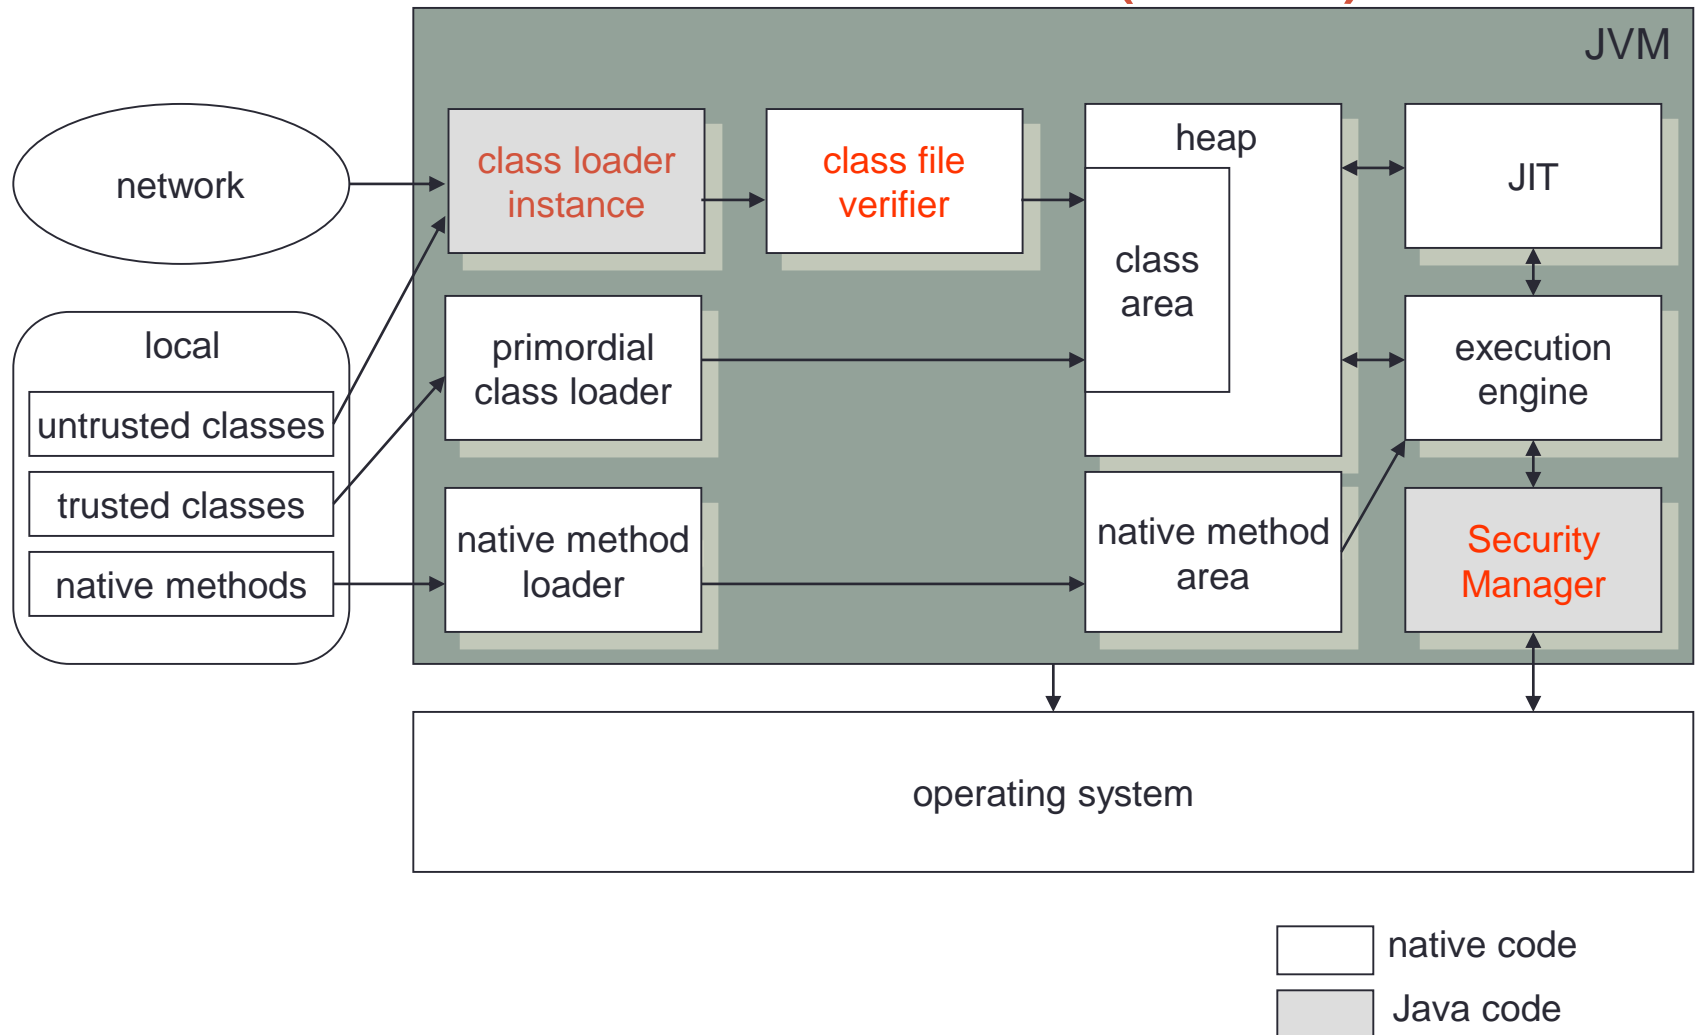 JVM
network
class loader
instance
class file
verifier
heap
class
area
JIT
local
untrusted classes
trusted classes
native methods
primordial
class loader
execution
engine
native method
loader
native method
area
Security
Manager
operating system
native code
Java code